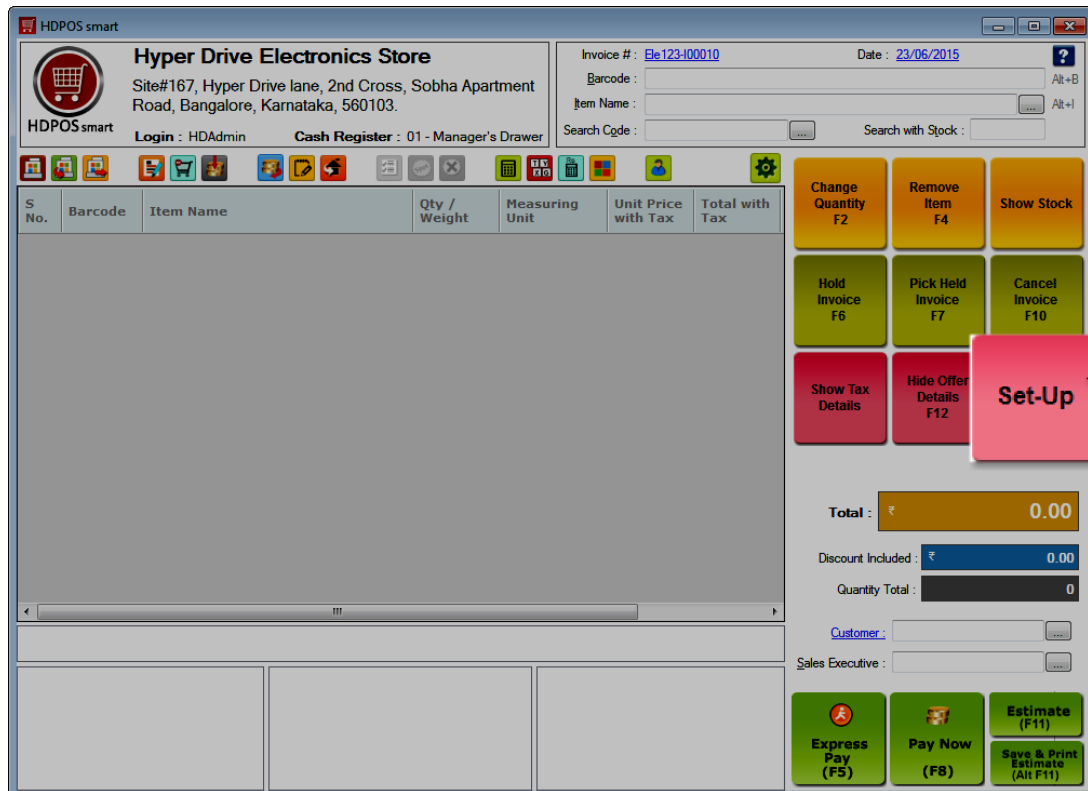 HDPOS smart
HDPOS smart
Hyper Drive Electronics Store
Site#167, Hyper Drive lane, 2nd Cross, Sobha Apartment
Road, Bangalore, Karnataka, 560103.
Login : HDAdmin Cash Register : 01 - Manager's Drawer
Invoice # : Ele123-I00010 Date : 23/06/2015 ?
Barcode : Alt+B
Item Name : ... Alt+I
Search Code : ... Search with Stock :
S No. Barcode Item Name Qty / Weight Measuring Unit Unit Price with Tax Total with Tax
Change
Quantity
F2
Remove
Item
F4
Show Stock
Hold
Invoice
F6
Pick Held
Invoice
F7
Cancel
Invoice
F10
Show Tax
Details
Hide Offer
Details
F12
Set-Up
Total : ₹ 0.00
Discount Included : ₹ 0.00
Quantity Total : 0
Customer : ...
Sales Executive : ...
Express
Pay
(F5)
Pay Now
(F8)
Estimate
(F11)
Save & Print
Estimate
(Alt F11)